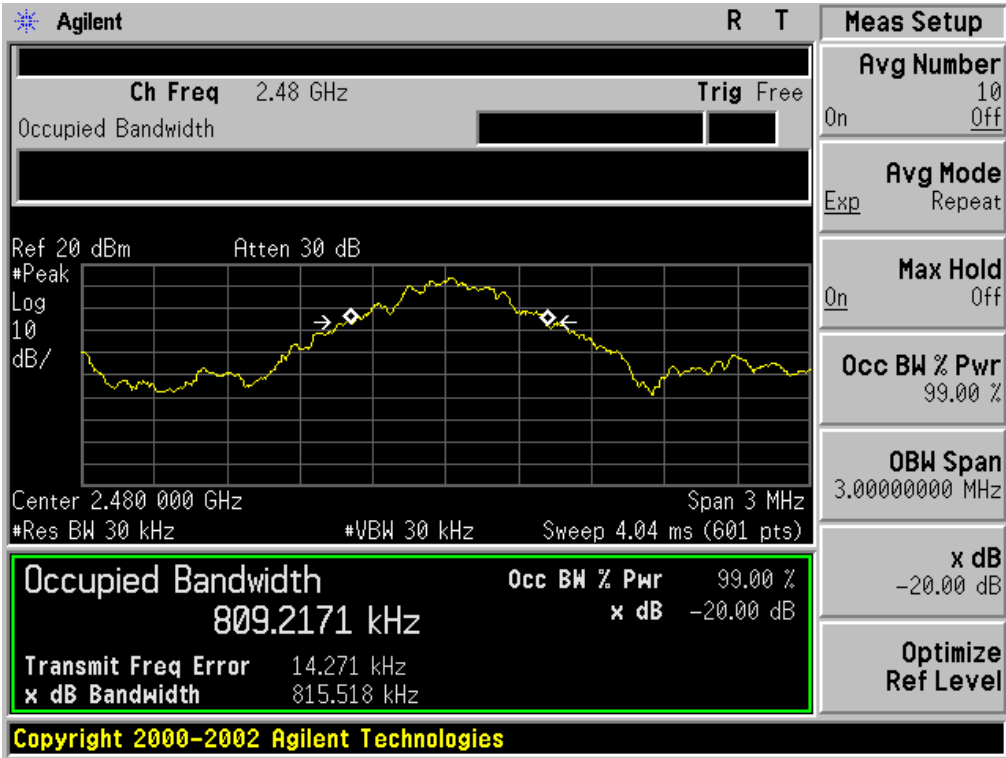 Agilent R T
Ch Freq 2.48 GHz Trig Free
Occupied Bandwidth
Ref 20 dBm Atten 30 dB
#Peak
Log
10
dB/
Center 2.480 000 GHz Span 3 MHz
#Res BW 30 kHz #VBW 30 kHz Sweep 4.04 ms (601 pts)
Occupied Bandwidth Occ BW % Pwr 99.00 %
809.2171 kHz x dB -20.00 dB
Transmit Freq Error 14.271 kHz
x dB Bandwidth 815.518 kHz
Copyright 2000-2002 Agilent Technologies
Meas Setup
Avg Number
10
On Off
Avg Mode
Exp Repeat
Max Hold
On Off
Occ BW % Pwr
99.00 %
OBW Span
3.00000000 MHz
x dB
-20.00 dB
Optimize
Ref Level